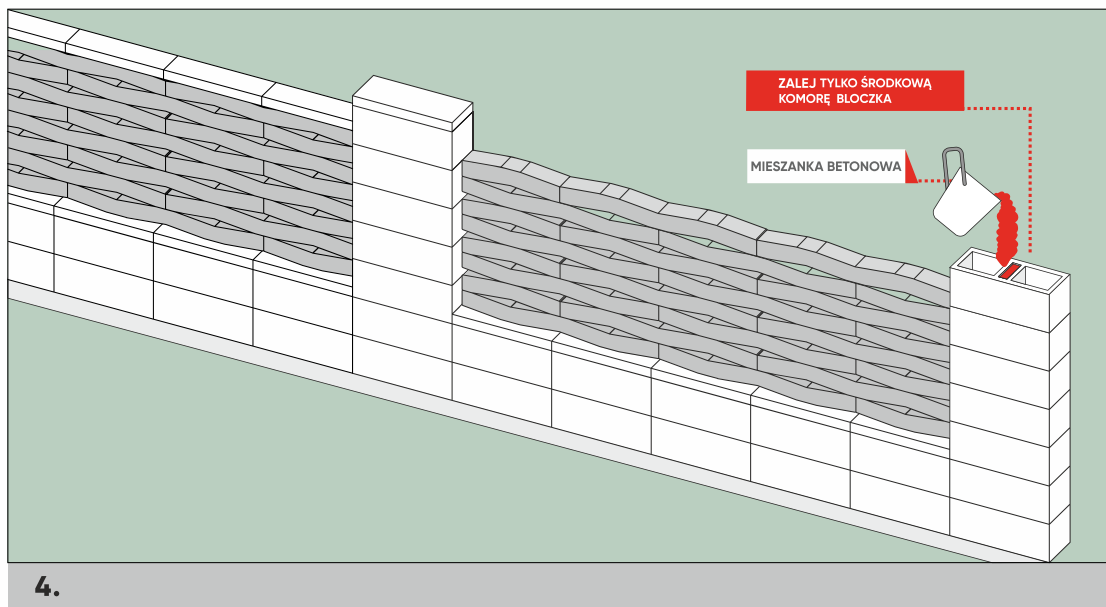 ZALEJ TYLKO ŚRODKOWĄ
KOMORĘ BLOCZKA
MIESZANKA BETONOWA
4.